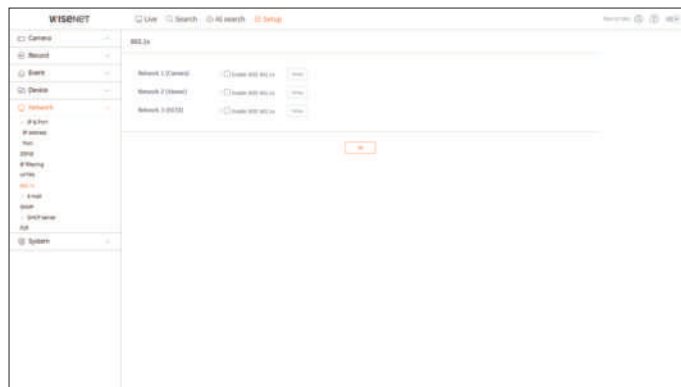 WISENET
Live Search AI search Setup
Camera
Record
Event
Device
Network
IP & Port
IP address
Port
DDNS
IP filtering
HTTPS
802.1x
E-mail
SNMP
DHCP server
P2P
System
802.1x
Network 1 (Camera) Enable IEEE 802.1x
Network 2 (Viewer) Enable IEEE 802.1x
Network 3 (iSCSI) Enable IEEE 802.1x